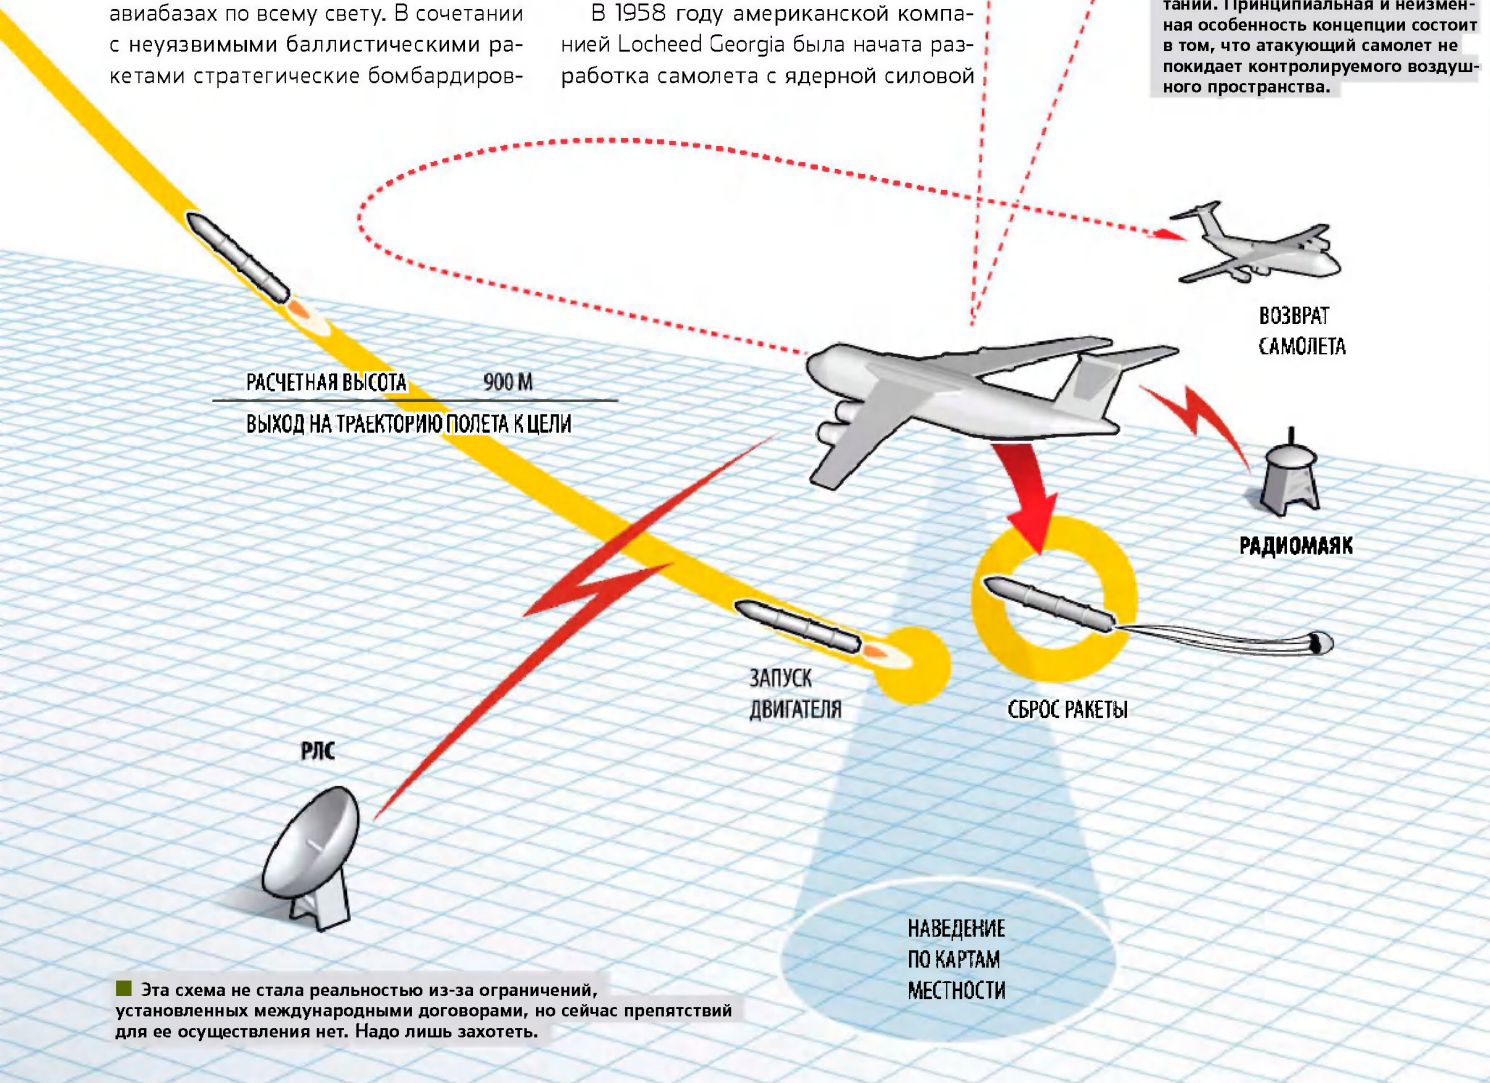 авиабазах по всему свету. В сочетании
с неуязвимыми баллистическими ра-
кетами стратегические бомбардиров-
В 1958 году американской компа-
нией Locheed Georgia была начата раз-
работка самолета с ядерной силовой
тании. Принципиальная и неизмен-
ная особенность концепции состоит
в том, что атакующий самолет не
покидает контролируемого воздуш-
ного пространства.
ВОЗВРАТ
САМОЛЕТА
РАСЧЕТНАЯ ВЫСОТА 900 М
ВЫХОД НА ТРАЕКТОРИЮ ПОЛЕТА К ЦЕЛИ
РАДИОМАЯК
ЗАПУСК
ДВИГАТЕЛЯ
СБРОС РАКЕТЫ
РЛС
НАВЕДЕНИЕ
ПО КАРТАМ
МЕСТНОСТИ
Эта схема не стала реальностью из-за ограничений,
установленных международными договорами, но сейчас препятствий
для ее осуществления нет. Надо лишь захотеть.